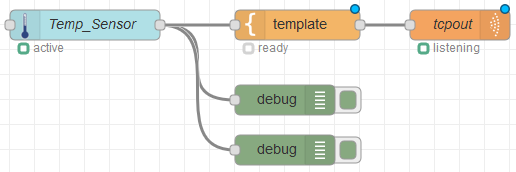 Temp_Sensor
template
tcpout
active
ready
listening
debug
debug